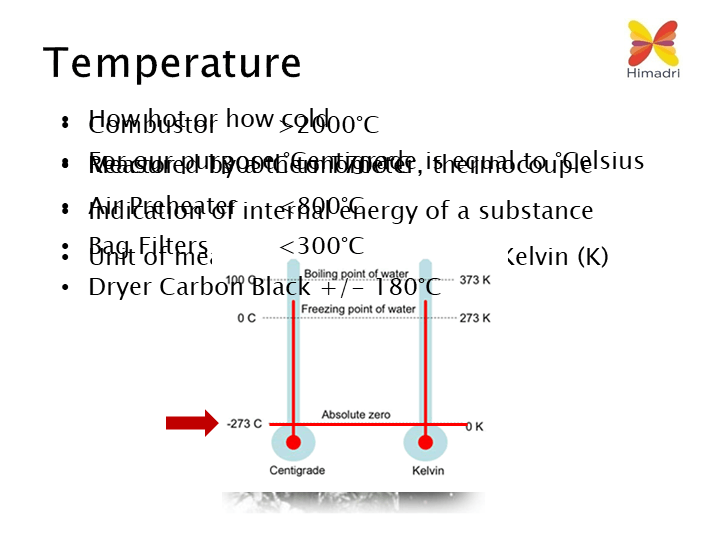 Temperature
Himadri
• How hot or how cold
• Combustor >2000°C
• For our purpose °Centigrade is equal to °Celsius
• Measured by a thermometer, thermocouple
• Reactor
• Air Preheater <800°C
• Indication of internal energy of a substance
• Bag Filters <300°C
• Unit of Kelvin (K)
• Dryer Carbon Black +/- 180°C
100 C Boiling point of water 373 K
0 C Freezing point of water 273 K
-273 C Absolute zero 0 K
Centigrade Kelvin